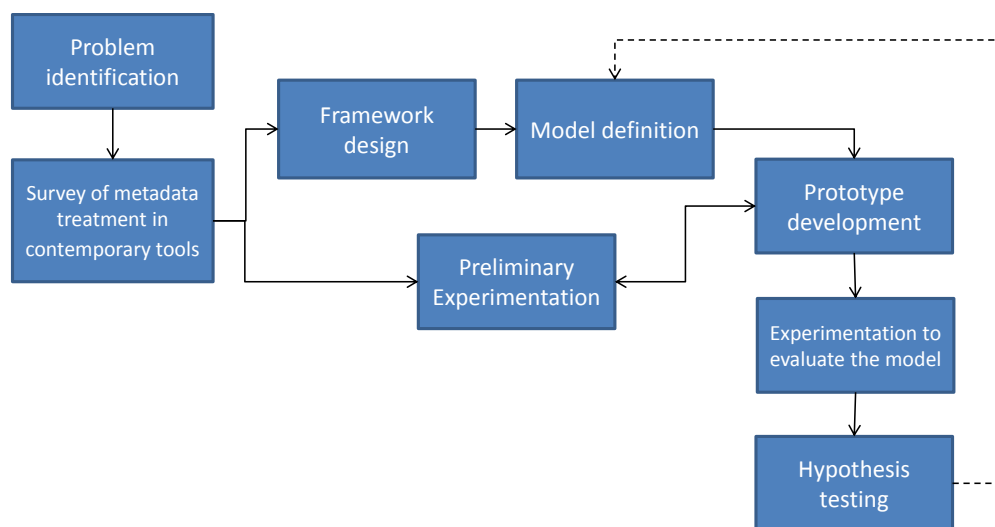 Problem
identification
Survey of metadata
treatment in
contemporary tools
Framework
design
Model definition
Preliminary
Experimentation
Prototype
development
Experimentation to
evaluate the model
Hypothesis
testing